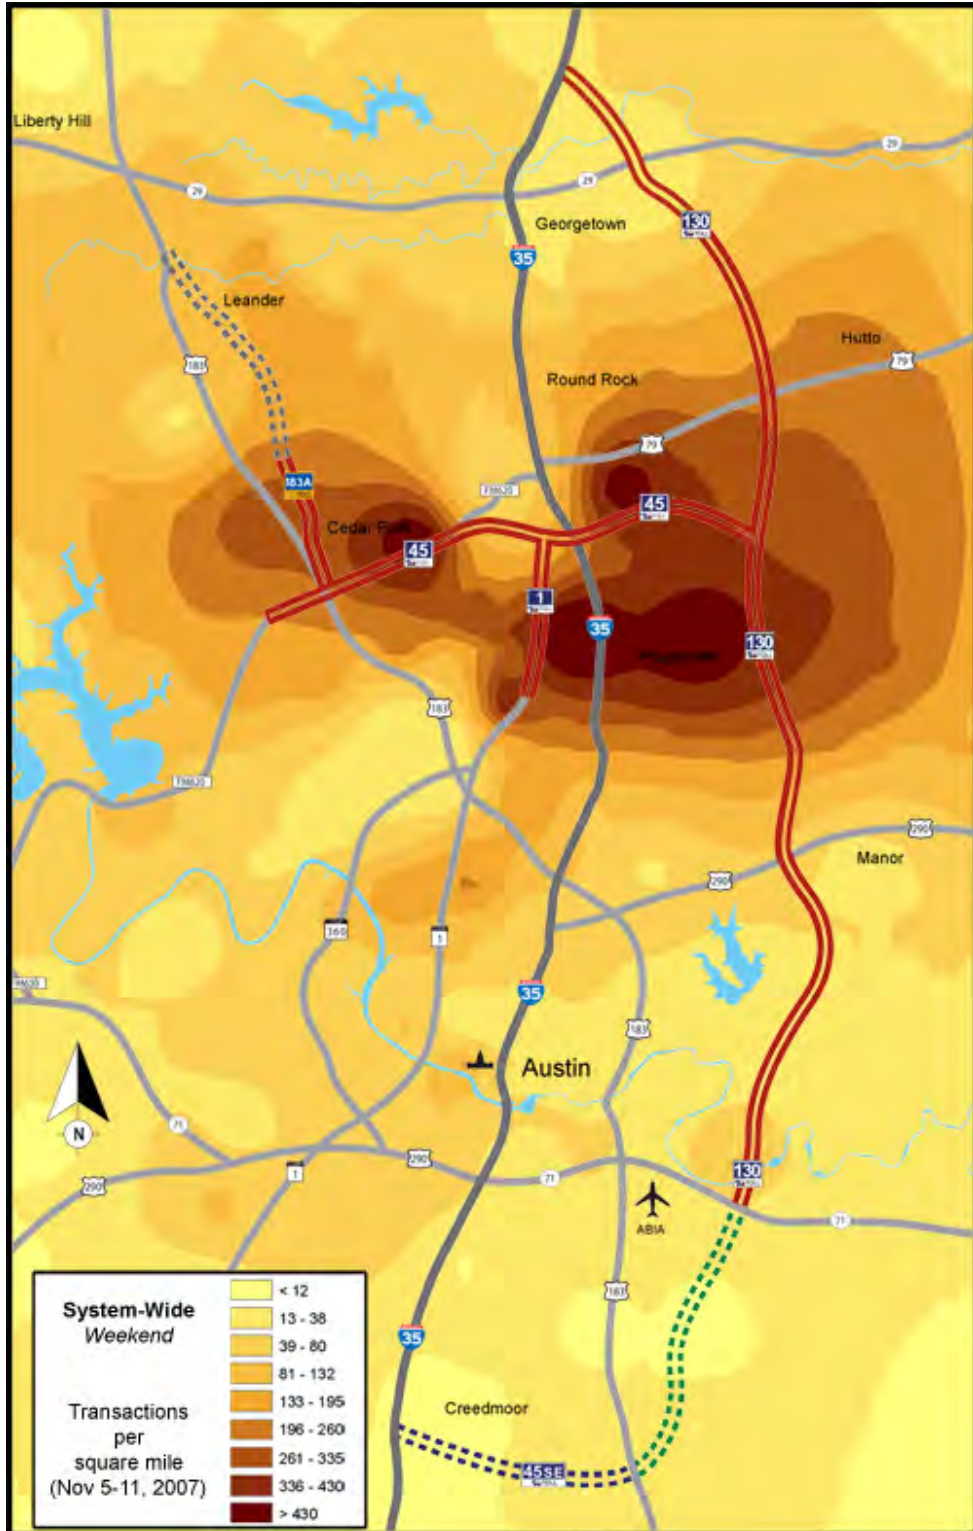 Liberty Hill
29
29
29
Georgetown
130
35
Leander
Hutto
183
79
Round Rock
79
183A
FM620
45
Cedar Park
45
1
35
130
183
FM620
290
Manor
290
360
1
35
183
Austin
N
71
290
130
290
1
71
ABIA
71
183
35
Creedmoor
45SE
System-Wide
Weekend
Transactions
per
square mile
(Nov 5-11, 2007)
< 12
13 - 38
39 - 80
81 - 132
133 - 195
196 - 260
261 - 335
336 - 430
> 430